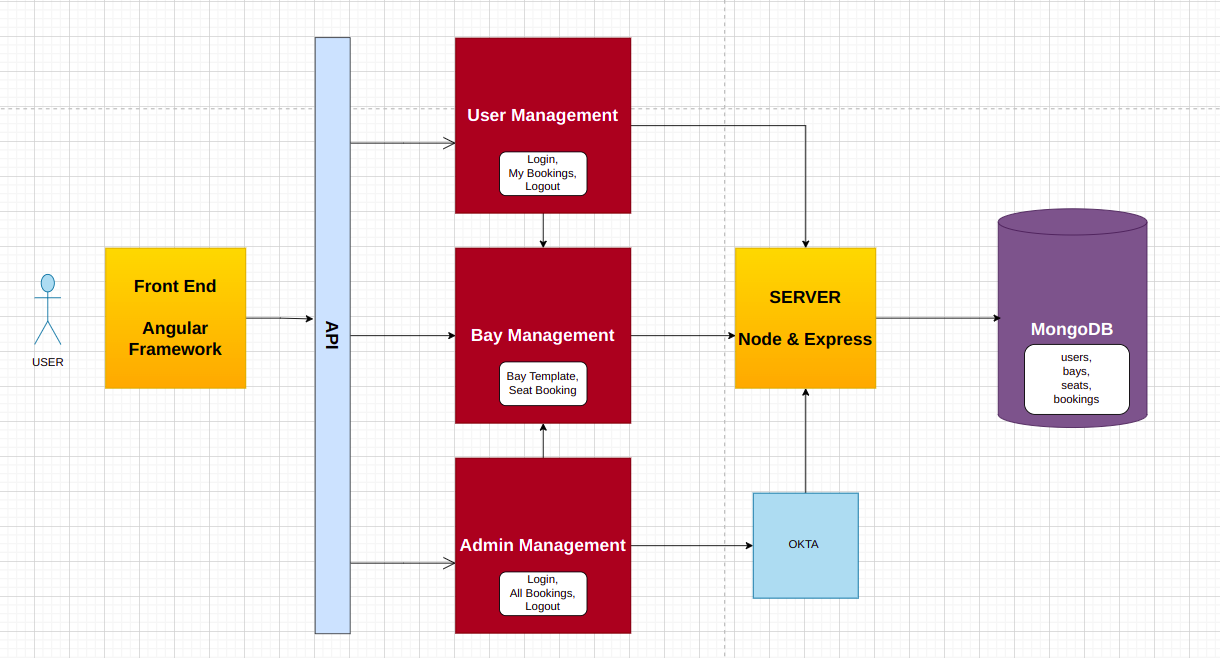 USER
Front End
Angular
Framework
API
User Management
Login,
My Bookings,
Logout
Bay Management
Bay Template,
Seat Booking
Admin Management
Login,
All Bookings,
Logout
SERVER
Node & Express
OKTA
MongoDB
users,
bays,
seats,
bookings